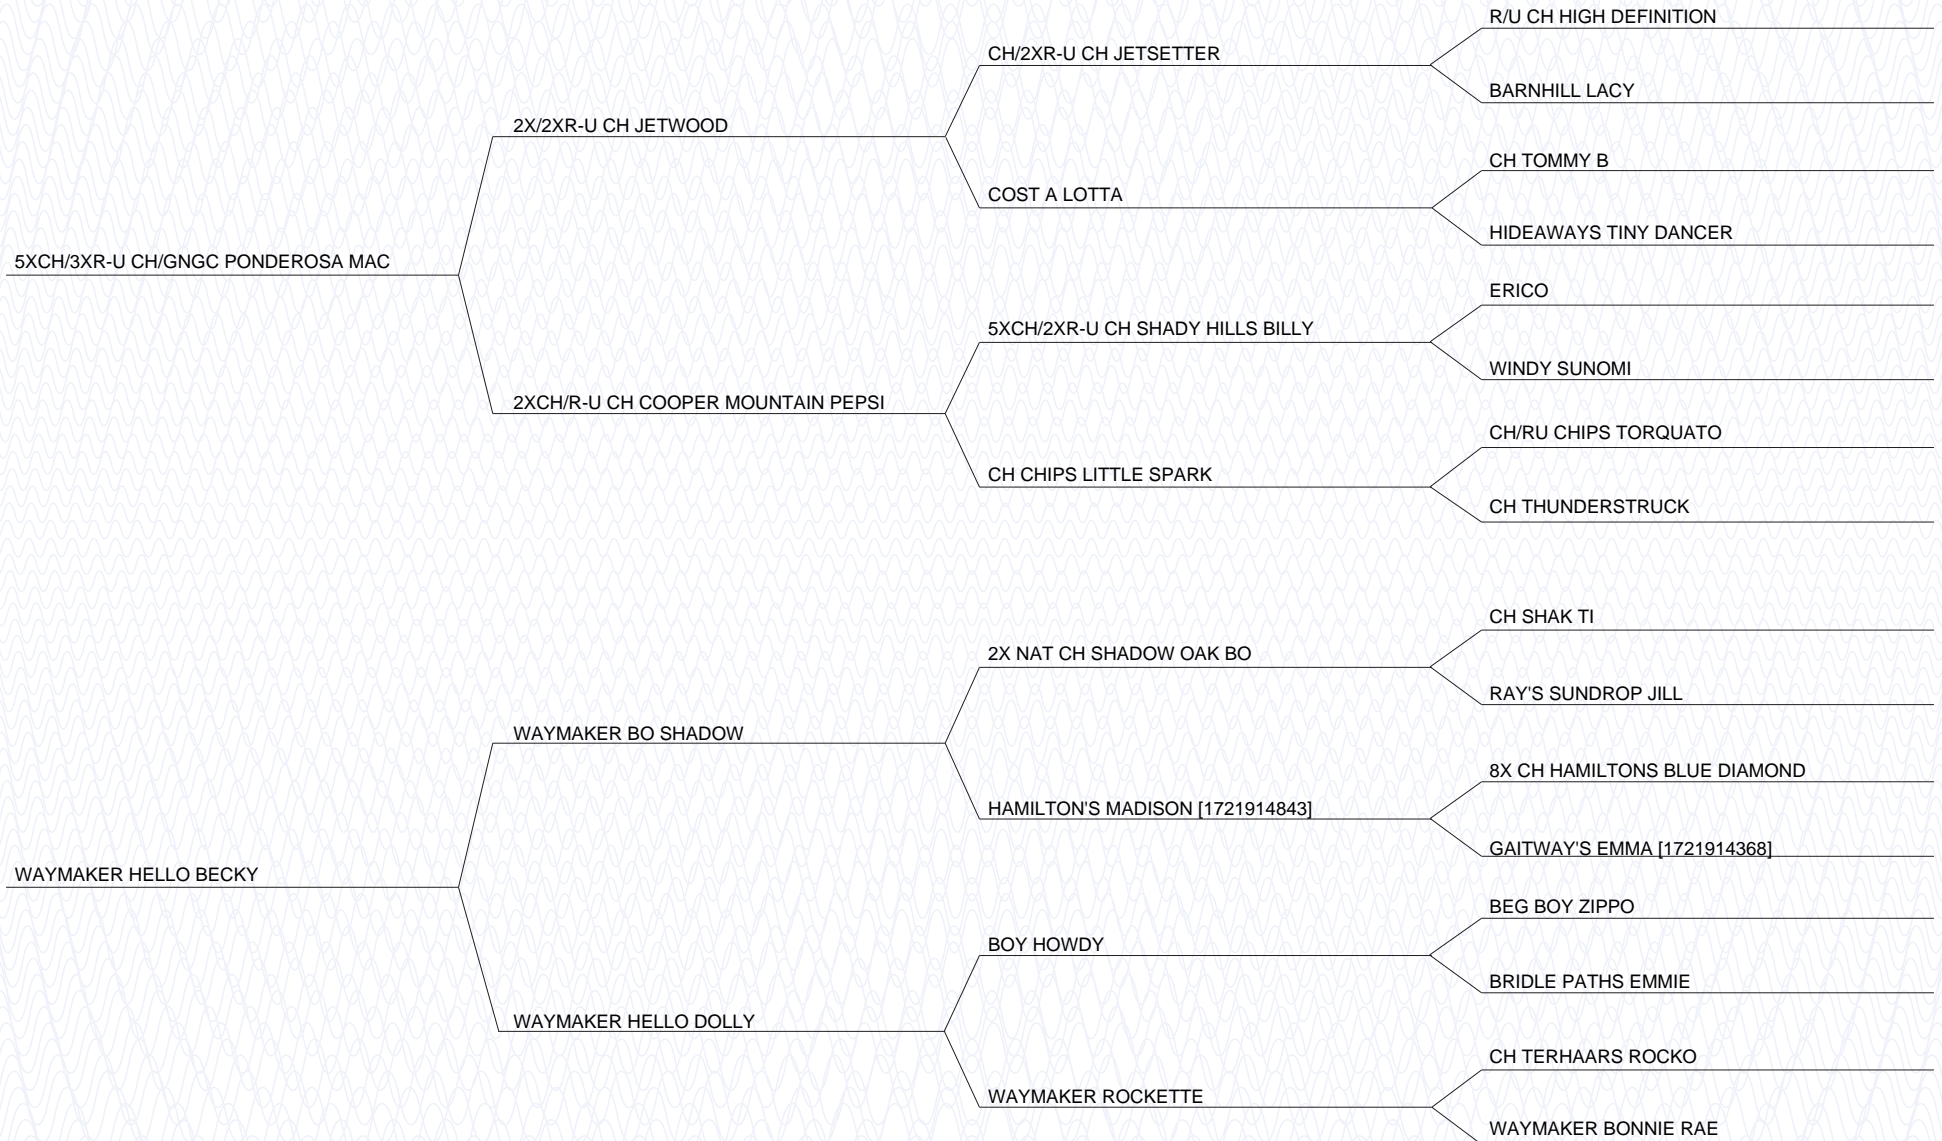 R/U CH HIGH DEFINITION
CH/2XR-U CH JETSETTER
BARNHILL LACY
2X/2XR-U CH JETWOOD
CH TOMMY B
COST A LOTTA
HIDEAWAYS TINY DANCER
5XCH/3XR-U CH/GNGC PONDEROSA MAC
ERICO
5XCH/2XR-U CH SHADY HILLS BILLY
WINDY SUNOMI
2XCH/R-U CH COOPER MOUNTAIN PEPSI
CH/RU CHIPS TORQUATO
CH CHIPS LITTLE SPARK
CH THUNDERSTRUCK
CH SHAK TI
2X NAT CH SHADOW OAK BO
RAY'S SUNDROP JILL
WAYMAKER BO SHADOW
8X CH HAMILTONS BLUE DIAMOND
HAMILTON'S MADISON [1721914843]
GAITWAY'S EMMA [1721914368]
WAYMAKER HELLO BECKY
BEG BOY ZIPPO
BOY HOWDY
BRIDLE PATHS EMMIE
WAYMAKER HELLO DOLLY
CH TERHAARS ROCKO
WAYMAKER ROCKETTE
WAYMAKER BONNIE RAE